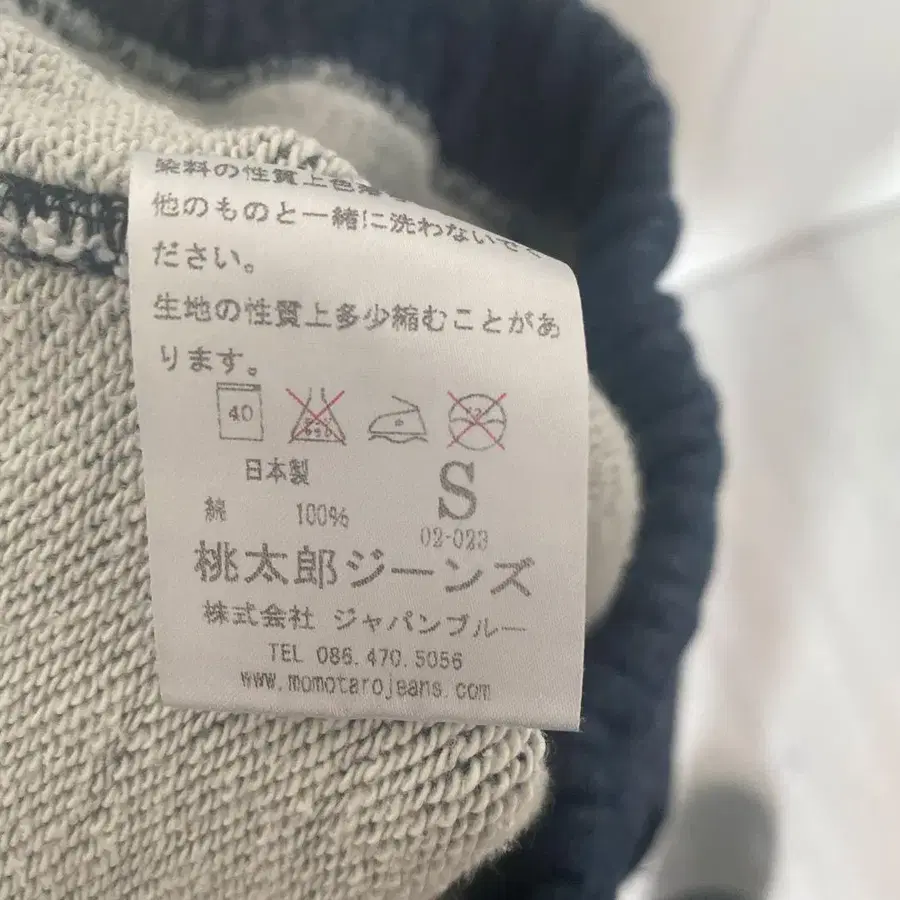 染料の性質上色落
他のものと一緒に洗わないでく
ださい。
生地の性質上多少縮むことがあ
ります。
40
日本製
S
綿 100%
02-023
桃太郎ジーンズ
株式会社 ジャパンブルー
TEL 086.470.5056
www.momotarojeans.com